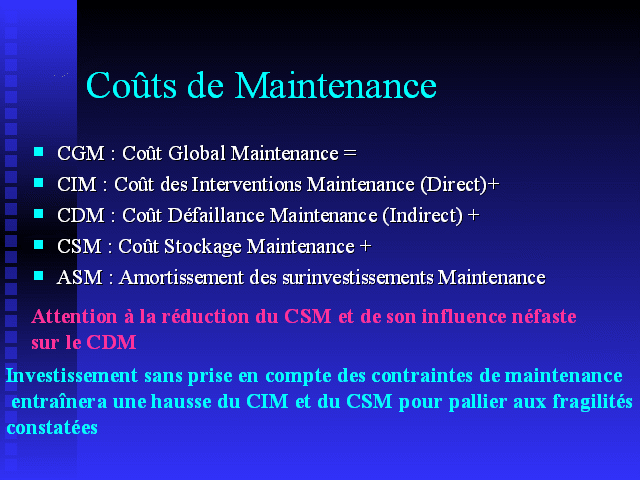 Coûts de Maintenance
CGM : Coût Global Maintenance =
CIM : Coût des Interventions Maintenance (Direct)+
CDM : Coût Défaillance Maintenance (Indirect) +
CSM : Coût Stockage Maintenance +
ASM : Amortissement des surinvestissements Maintenance
Attention à la réduction du CSM et de son influence néfaste
sur le CDM
Investissement sans prise en compte des contraintes de maintenance
entraînera une hausse du CIM et du CSM pour pallier aux fragilités
constatées